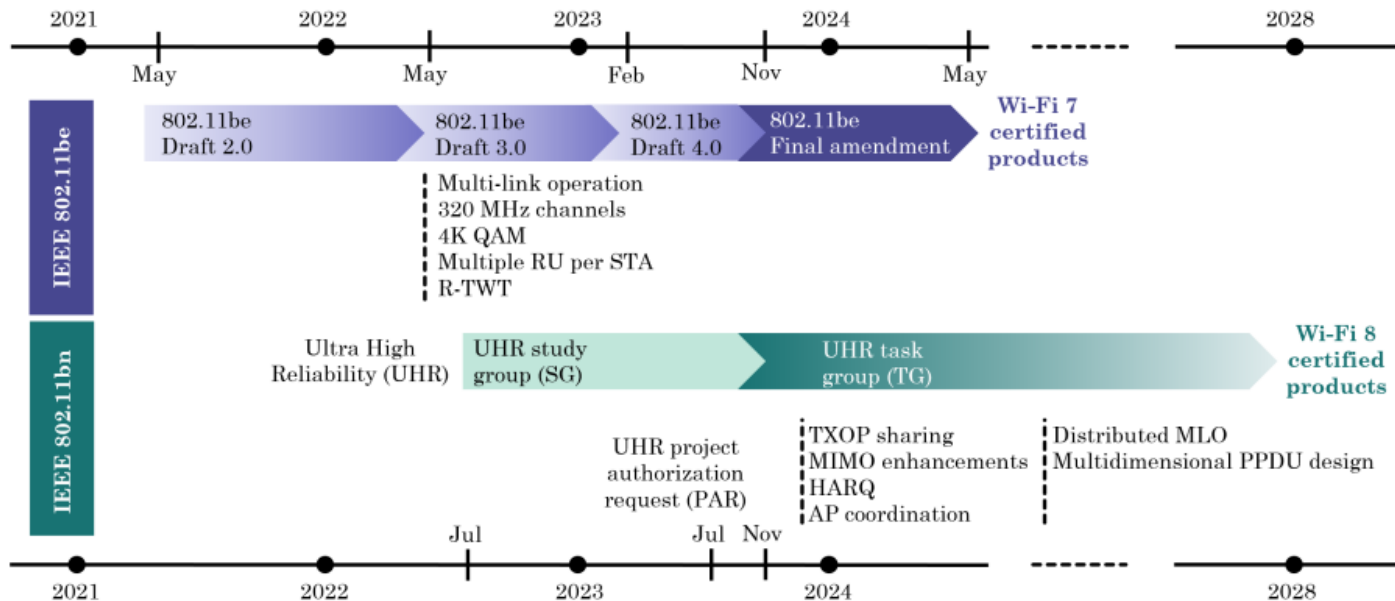 2021
2022
2023
2024
2028
May
May
Feb
Nov
May
IEEE 802.11be
802.11be
Draft 2.0
802.11be
Draft 3.0
802.11be
Draft 4.0
802.11be
Final amendment
Wi-Fi 7
certified
products
Multi-link operation
320 MHz channels
4K QAM
Multiple RU per STA
R-TWT
IEEE 802.11bn
Ultra High
Reliability (UHR)
UHR study
group (SG)
UHR task
group (TG)
Wi-Fi 8
certified
products
UHR project
authorization
request (PAR)
TXOP sharing
MIMO enhancements
HARQ
AP coordination
Distributed MLO
Multidimensional PPDU design
Jul
Jul
Nov
2021
2022
2023
2024
2028